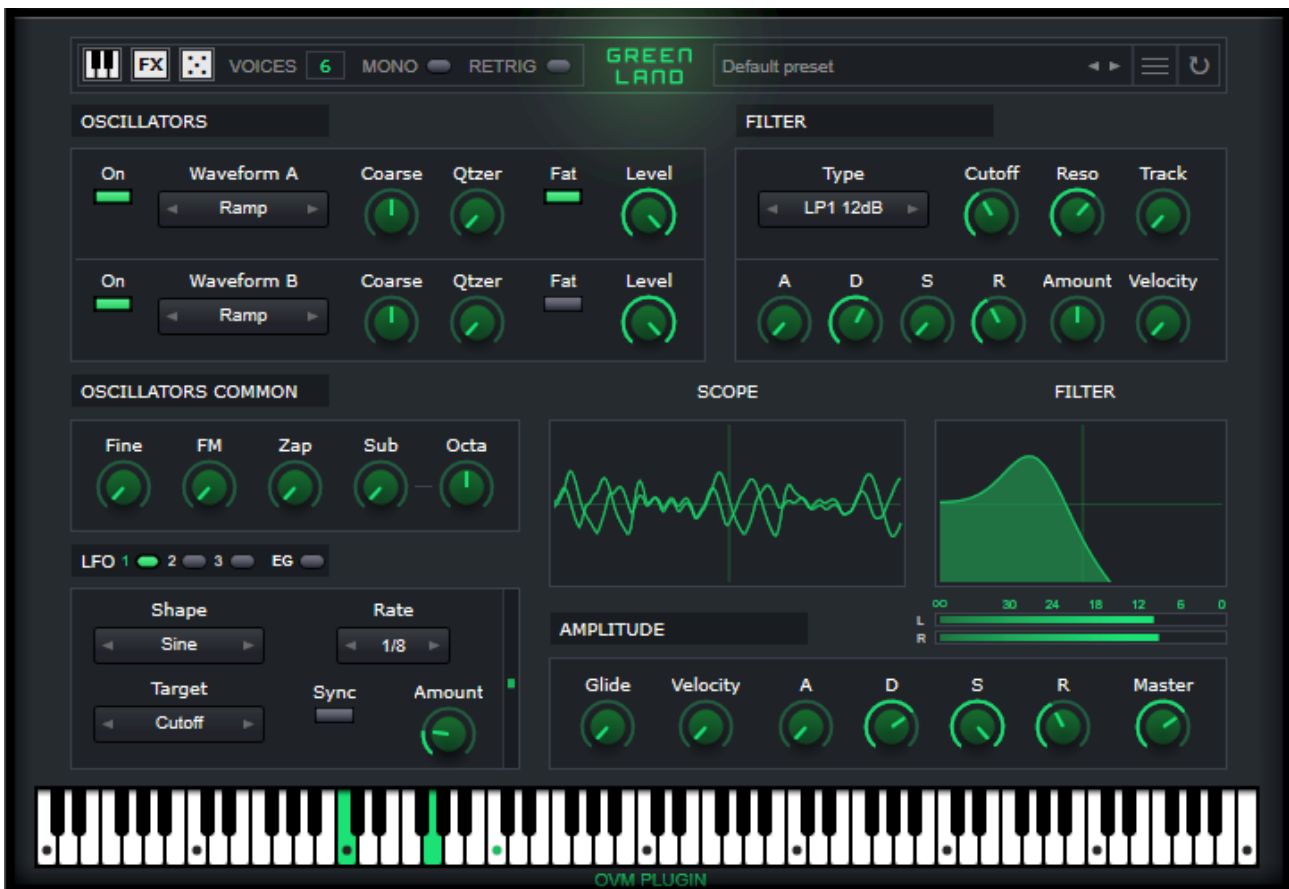 FX VOICES 6 MONO RETRIG GREEN LAND Default preset
OSCILLATORS FILTER
On Waveform A Coarse Qtzer Fat Level Type Cutoff Reso Track
Ramp LP1 12dB
On Waveform B Coarse Qtzer Fat Level A D S R Amount Velocity
Ramp
OSCILLATORS COMMON SCOPE FILTER
Fine FM Zap Sub Octa
LFO 1 2 3 EG
Shape Rate ∞ 30 24 18 12 6 0
L
AMPLITUDE R
Sine 1/8
Target Sync Amount Glide Velocity A D S R Master
Cutoff
OVM PLUGIN